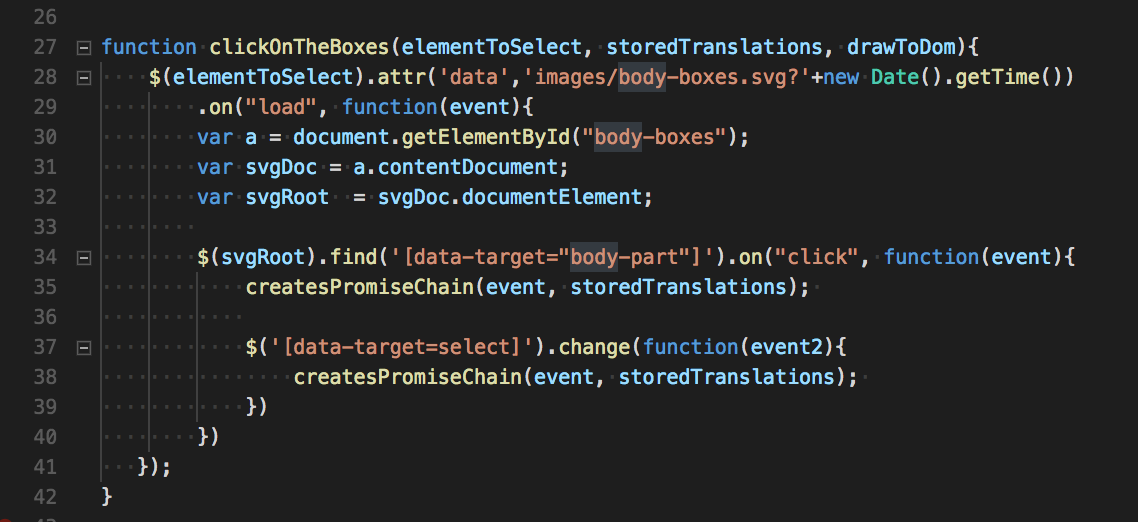 26
27 function clickOnTheBoxes(elementToSelect, storedTranslations, drawToDom){
28     $(elementToSelect).attr('data','images/body-boxes.svg?'+new Date().getTime())
29         .on("load", function(event){
30         var a = document.getElementById("body-boxes");
31         var svgDoc = a.contentDocument;
32         var svgRoot  = svgDoc.documentElement;
33
34         $(svgRoot).find('[data-target="body-part"]').on("click", function(event){
35             createsPromiseChain(event, storedTranslations);
36
37             $('[data-target=select]').change(function(event2){
38                 createsPromiseChain(event, storedTranslations);
39             })
40         })
41    });
42 }